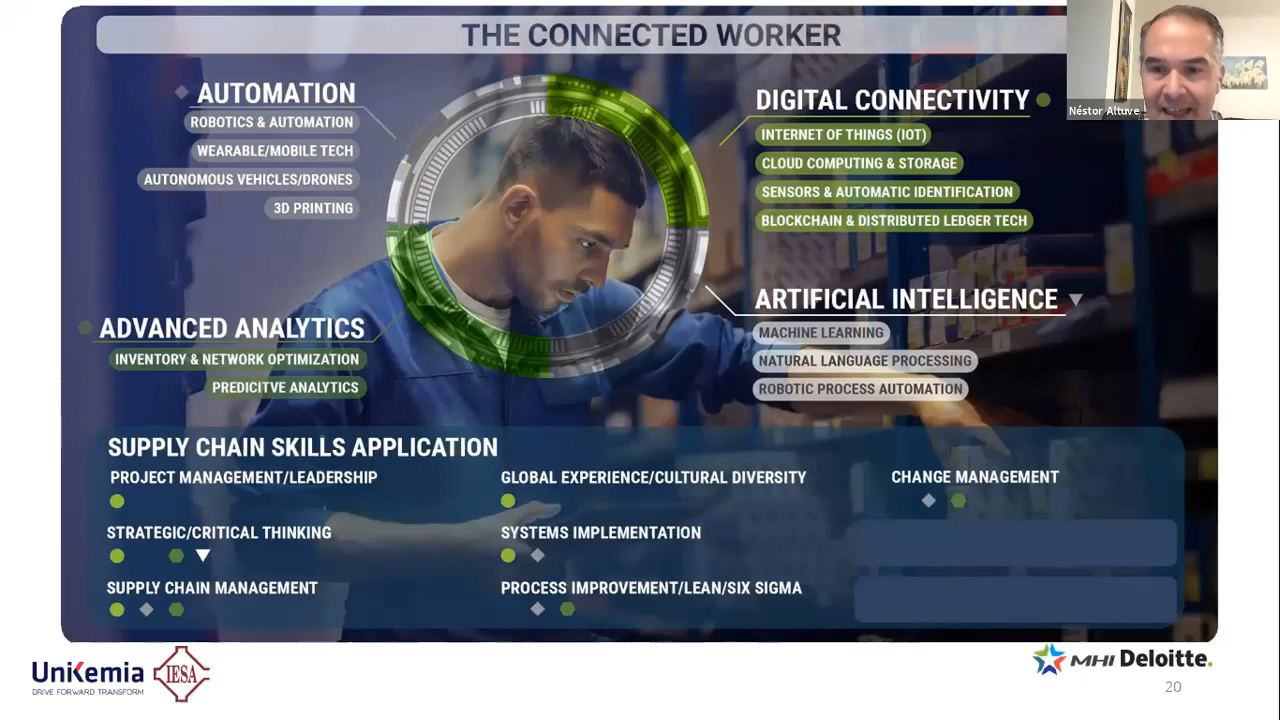 THE CONNECTED WORKER
Néstor Altuve
AUTOMATION
ROBOTICS & AUTOMATION
WEARABLE/MOBILE TECH
AUTONOMOUS VEHICLES/DRONES
3D PRINTING
DIGITAL CONNECTIVITY
INTERNET OF THINGS (IOT)
CLOUD COMPUTING & STORAGE
SENSORS & AUTOMATIC IDENTIFICATION
BLOCKCHAIN & DISTRIBUTED LEDGER TECH
ADVANCED ANALYTICS
INVENTORY & NETWORK OPTIMIZATION
PREDICITVE ANALYTICS
ARTIFICIAL INTELLIGENCE
MACHINE LEARNING
NATURAL LANGUAGE PROCESSING
ROBOTIC PROCESS AUTOMATION
SUPPLY CHAIN SKILLS APPLICATION
PROJECT MANAGEMENT/LEADERSHIP
GLOBAL EXPERIENCE/CULTURAL DIVERSITY
CHANGE MANAGEMENT
STRATEGIC/CRITICAL THINKING
SYSTEMS IMPLEMENTATION
SUPPLY CHAIN MANAGEMENT
PROCESS IMPROVEMENT/LEAN/SIX SIGMA
UniKemia
DRIVE FORWARD TRANSFORM
IESA
MHI Deloitte.
20